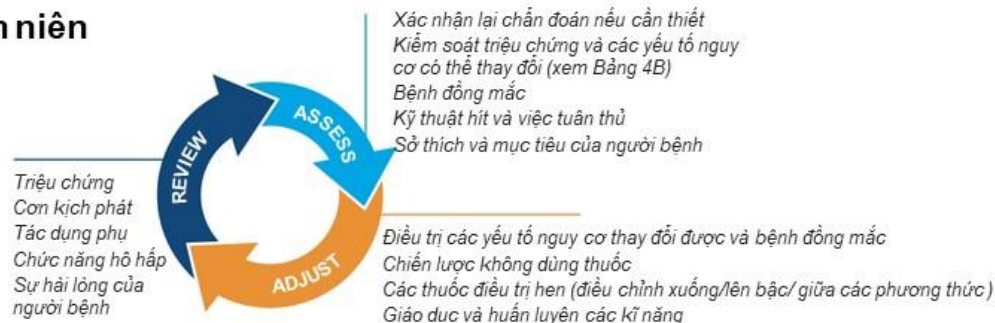 niên
Xác nhận lại chẩn đoán nếu cần thiết
Kiểm soát triệu chứng và các yếu tố nguy
cơ có thể thay đổi (xem Bảng 4B)
Bệnh đồng mắc
Kỹ thuật hít và việc tuân thủ
Sở thích và mục tiêu của người bệnh
ASSESS
REVIEW
ADJUST
Triệu chứng
Cơn kịch phát
Tác dụng phụ
Chức năng hô hấp
Sự hài lòng của
người bệnh
Điều trị các yếu tố nguy cơ thay đổi được và bệnh đồng mắc
Chiến lược không dùng thuốc
Các thuốc điều trị hen (điều chỉnh xuống/lên bậc/ giữa các phương thức)
Giáo dục và huấn luyện các kĩ năng